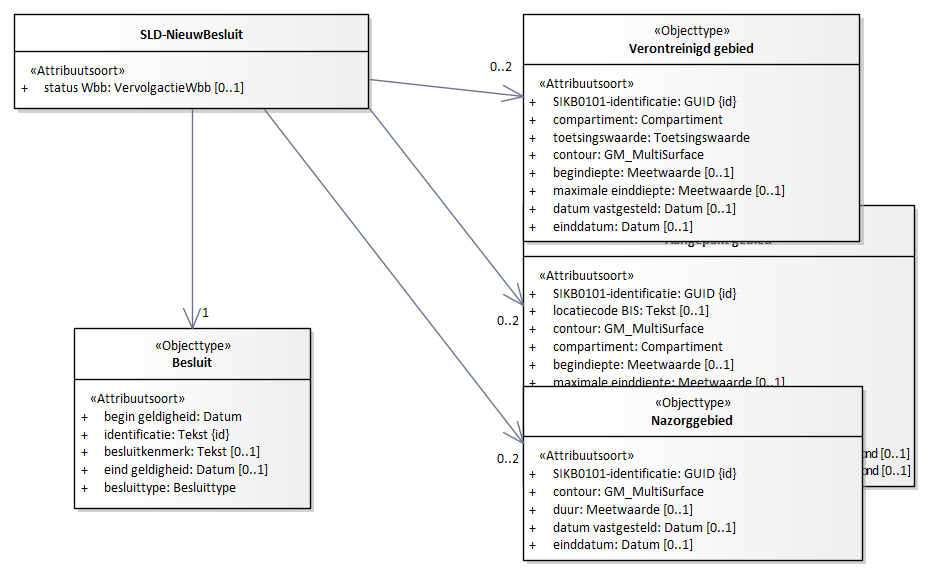 SLD-NieuwBesluit
«Attribuutsoort»
+ status Wbb: VervolgactieWbb [0..1]
0..2
0..2
0..2
1
«Objecttype»
Verontreinigd gebied
«Attribuutsoort»
+ SIKB0101-identificatie: GUID {id}
+ compartiment: Compartiment
+ toetsingswaarde: Toetsingswaarde
+ contour: GM_MultiSurface
+ begindiepte: Meetwaarde [0..1]
+ maximale einddiepte: Meetwaarde [0..1]
+ datum vastgesteld: Datum [0..1]
+ einddatum: Datum [0..1]
Aangepakt gebied
«Attribuutsoort»
+ SIKB0101-identificatie: GUID {id}
+ locatiecode BIS: Tekst [0..1]
+ contour: GM_MultiSurface
+ compartiment: Compartiment
+ begindiepte: Meetwaarde [0..1]
+ maximale einddiepte: Meetwaarde [0..1]
[0..1]
[0..1]
«Objecttype»
Nazorggebied
«Attribuutsoort»
+ SIKB0101-identificatie: GUID {id}
+ contour: GM_MultiSurface
+ duur: Meetwaarde [0..1]
+ datum vastgesteld: Datum [0..1]
+ einddatum: Datum [0..1]
«Objecttype»
Besluit
«Attribuutsoort»
+ begin geldigheid: Datum
+ identificatie: Tekst {id}
+ besluitkenmerk: Tekst [0..1]
+ eind geldigheid: Datum [0..1]
+ besluittype: Besluittype